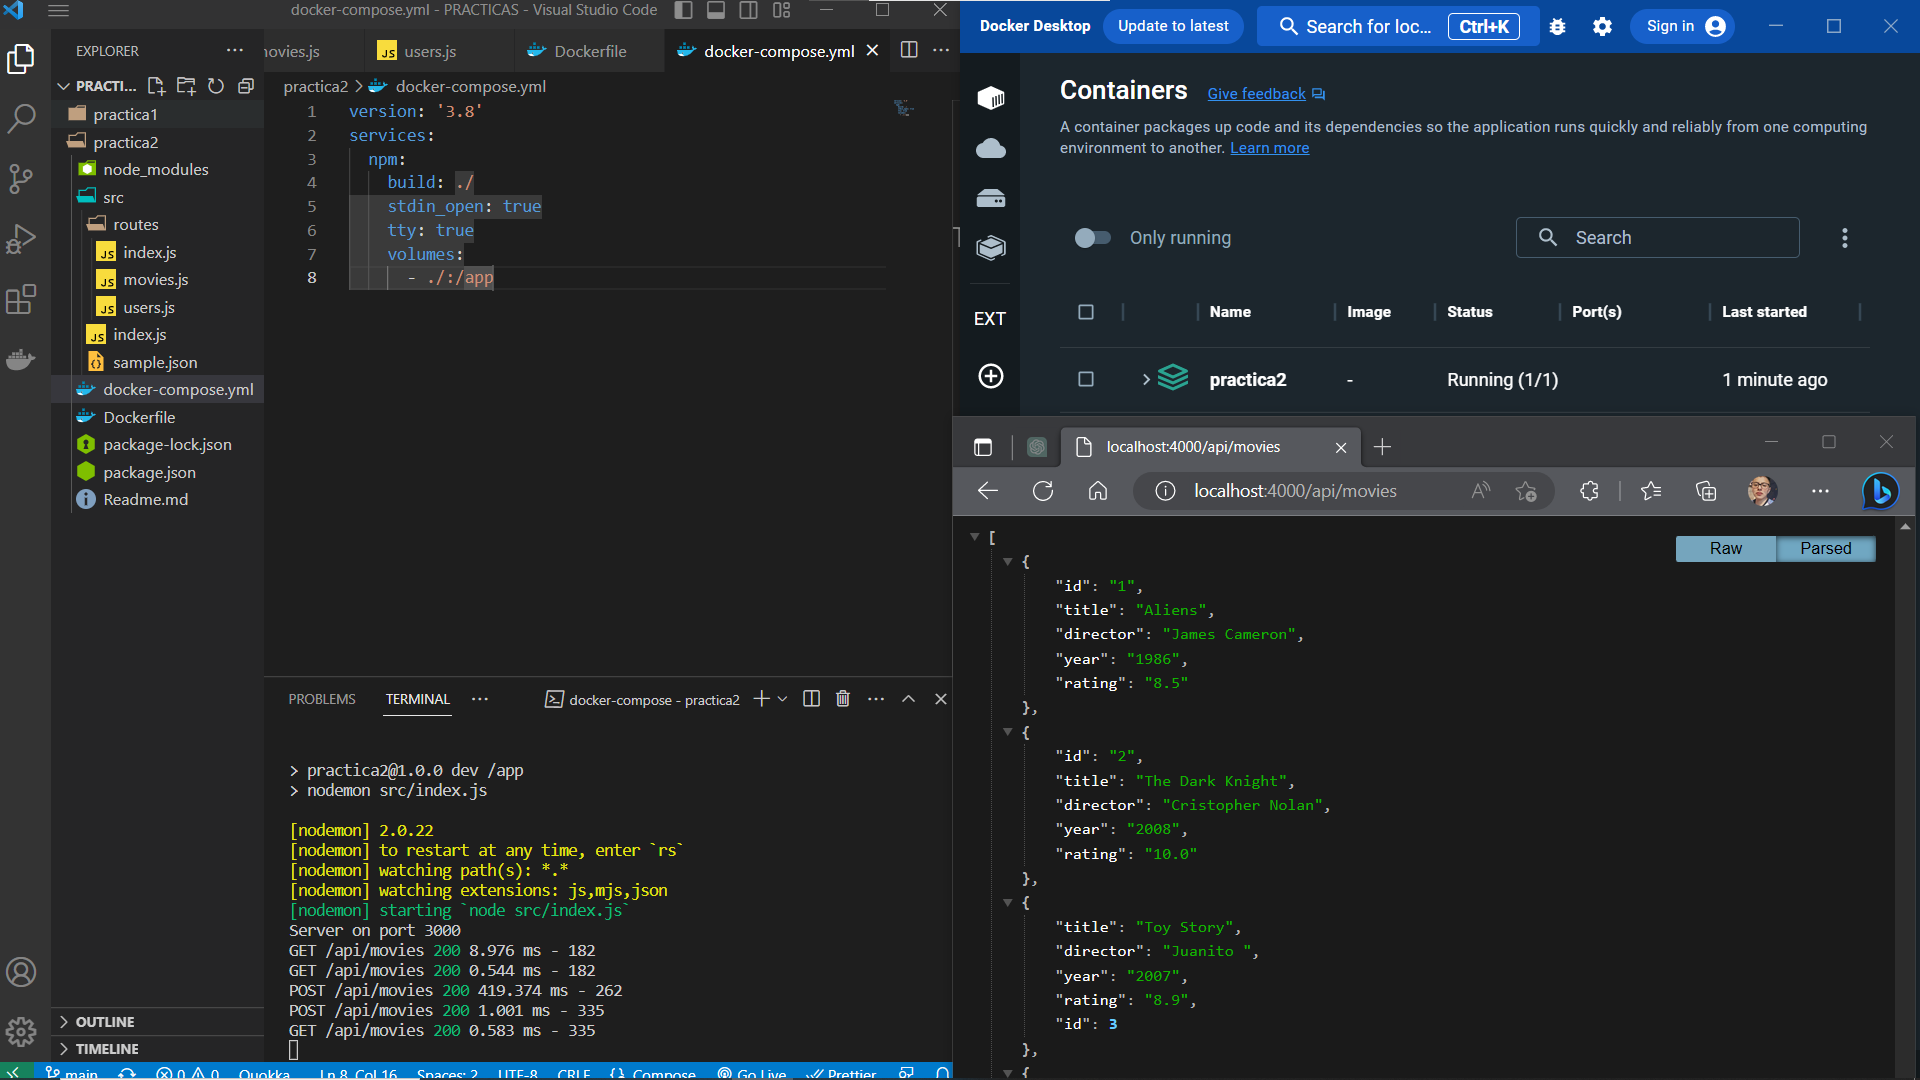 docker-compose.yml - PRACTICAS - Visual Studio Code
EXPLORER
PRACTI...
practica1
practica2
node_modules
src
routes
JS index.js
JS movies.js
JS users.js
JS index.js
sample.json
docker-compose.yml
Dockerfile
package-lock.json
package.json
Readme.md
OUTLINE
TIMELINE
movies.js
JS users.js
Dockerfile
docker-compose.yml
practica2 > docker-compose.yml
1 version: '3.8'
2 services:
3 npm:
4 build: ./
5 stdin_open: true
6 tty: true
7 volumes:
8 - ./:/app
PROBLEMS
TERMINAL
docker-compose - practica2
> practica2@1.0.0 dev /app
> nodemon src/index.js
[nodemon] 2.0.22
[nodemon] to restart at any time, enter `rs`
[nodemon] watching path(s): *.*
[nodemon] watching extensions: js,mjs,json
[nodemon] starting `node src/index.js`
Server on port 3000
GET /api/movies 200 8.976 ms - 182
GET /api/movies 200 0.544 ms - 182
POST /api/movies 200 419.374 ms - 262
POST /api/movies 200 1.001 ms - 335
GET /api/movies 200 0.583 ms - 335
main 0 0 Quokka Ln 8, Col 16 Spaces: 2 UTF-8 CRLF {} Compose Go Live Prettier
Docker Desktop
Update to latest
Search for loc...
Ctrl+K
Sign in
Containers
Give feedback
A container packages up code and its dependencies so the application runs quickly and reliably from one computing
environment to another. Learn more
Only running
Search
EXT
Name Image Status Port(s) Last started
practica2 - Running (1/1) 1 minute ago
localhost:4000/api/movies
localhost:4000/api/movies
Raw
Parsed
[
{
"id": "1",
"title": "Aliens",
"director": "James Cameron",
"year": "1986",
"rating": "8.5"
},
{
"id": "2",
"title": "The Dark Knight",
"director": "Cristopher Nolan",
"year": "2008",
"rating": "10.0"
},
{
"title": "Toy Story",
"director": "Juanito ",
"year": "2007",
"rating": "8.9",
"id": 3
},
{